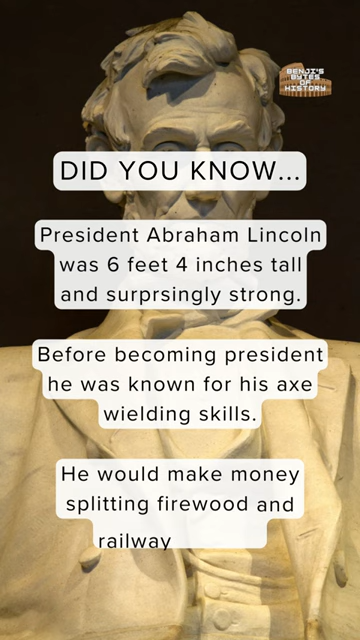 BENJI'S
BYTES
OF
HISTORY
DID YOU KNOW...
President Abraham Lincoln
was 6 feet 4 inches tall
and surprsingly strong.
Before becoming president
he was known for his axe
wielding skills.
He would make money
splitting firewood and
railway